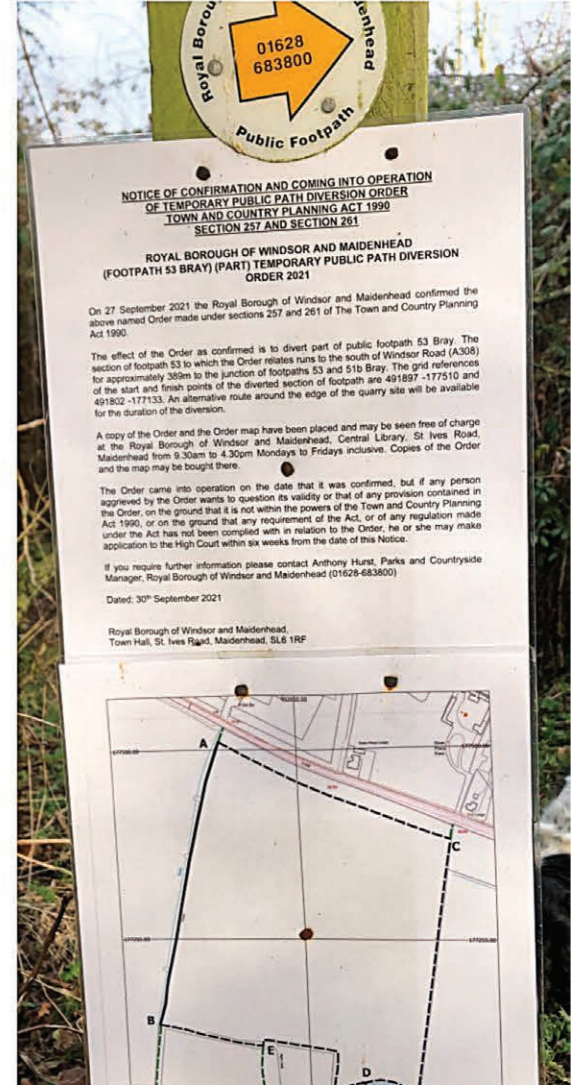 Royal Borou
denhead
01628
683800
Public Footpath
NOTICE OF CONFIRMATION AND COMING INTO OPERATION
OF TEMPORARY PUBLIC PATH DIVERSION ORDER
TOWN AND COUNTRY PLANNING ACT 1990
SECTION 257 AND SECTION 261
ROYAL BOROUGH OF WINDSOR AND MAIDENHEAD
(FOOTPATH 53 BRAY) (PART) TEMPORARY PUBLIC PATH DIVERSION
ORDER 2021
On 27 September 2021 the Royal Borough of Windsor and Maidenhead confirmed the
above named Order made under sections 257 and 261 of The Town and Country Planning
Act 1990.
The effect of the Order as confirmed is to divert part of public footpath 53 Bray. The
section of footpath 53 to which the Order relates runs to the south of Windsor Road (A308)
for approximately 389m to the junction of footpaths 53 and 51b Bray. The grid references
of the start and finish points of the diverted section of footpath are 491897 -177510 and
491802 -177133. An alternative route around the edge of the quarry site will be available
for the duration of the diversion.
A copy of the Order and the Order map have been placed and may be seen free of charge
at the Royal Borough of Windsor and Maidenhead, Central Library, St Ives Road,
Maidenhead from 9.30am to 4.30pm Mondays to Fridays inclusive. Copies of the Order
and the map may be bought there.
The Order came into operation on the date that it was confirmed, but if any person
aggrieved by the Order wants to question its validity or that of any provision contained in
the Order, on the ground that it is not within the powers of the Town and Country Planning
Act 1990, or on the ground that any requirement of the Act, or of any regulation made
under the Act has not been complied with in relation to the Order, he or she may make
application to the High Court within six weeks from the date of this Notice.
If you require further information please contact Anthony Hurst, Parks and Countryside
Manager, Royal Borough of Windsor and Maidenhead (01628-683800)
Dated: 30th September 2021
Royal Borough of Windsor and Maidenhead,
Town Hall, St. Ives Road, Maidenhead, SL6 1RF
A
C
177250.00
177250.00
B
E
D